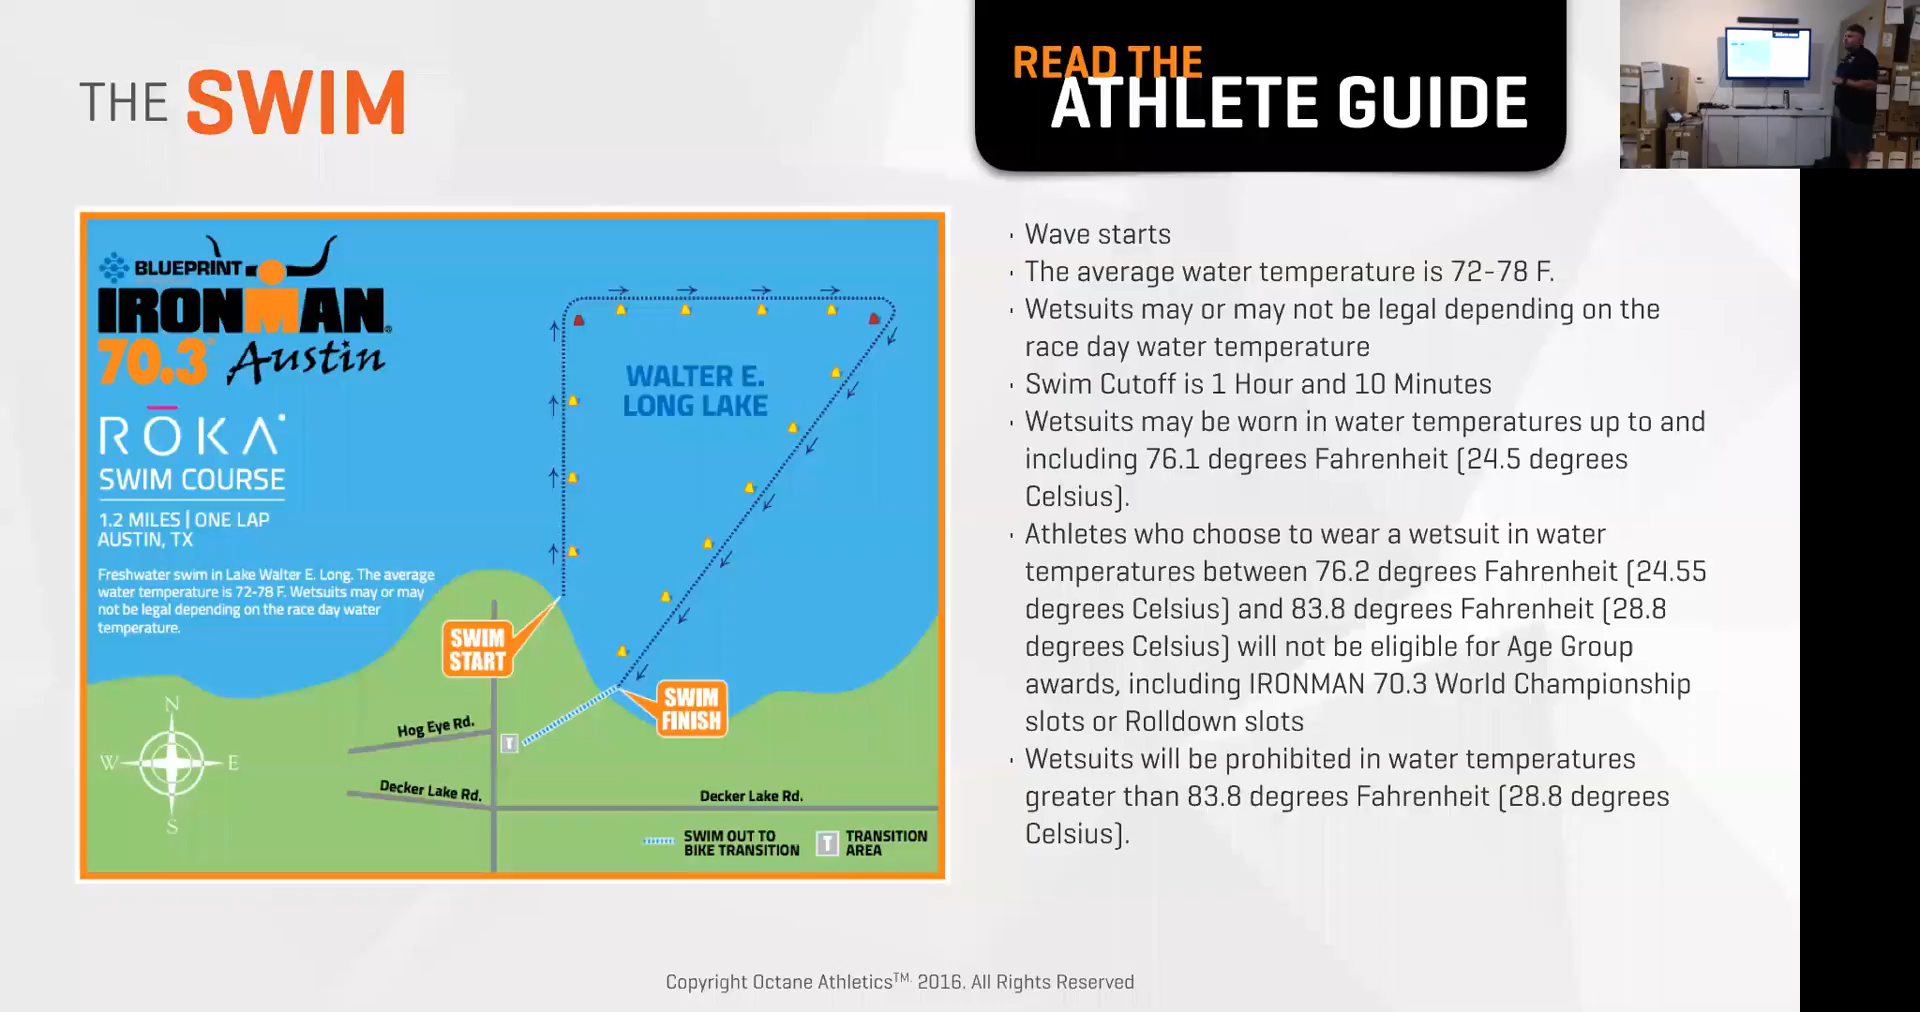 THE SWIM
READ THE
ATHLETE GUIDE
BLUEPRINT
IRONMAN
70.3 Austin
ROKA
SWIM COURSE
1.2 MILES | ONE LAP
AUSTIN, TX
Freshwater swim in Lake Walter E. Long. The average
water temperature is 72-78 F. Wetsuits may or may
not be legal depending on the race day water
temperature.
WALTER E.
LONG LAKE
SWIM
START
SWIM
FINISH
N
W
E
S
Hog Eye Rd.
T
Decker Lake Rd.
Decker Lake Rd.
SWIM OUT TO
BIKE TRANSITION
T
TRANSITION
AREA
· Wave starts
· The average water temperature is 72-78 F.
· Wetsuits may or may not be legal depending on the
race day water temperature
· Swim Cutoff is 1 Hour and 10 Minutes
· Wetsuits may be worn in water temperatures up to and
including 76.1 degrees Fahrenheit (24.5 degrees
Celsius).
· Athletes who choose to wear a wetsuit in water
temperatures between 76.2 degrees Fahrenheit (24.55
degrees Celsius) and 83.8 degrees Fahrenheit (28.8
degrees Celsius) will not be eligible for Age Group
awards, including IRONMAN 70.3 World Championship
slots or Rolldown slots
· Wetsuits will be prohibited in water temperatures
greater than 83.8 degrees Fahrenheit (28.8 degrees
Celsius).
Copyright Octane Athletics™. 2016. All Rights Reserved